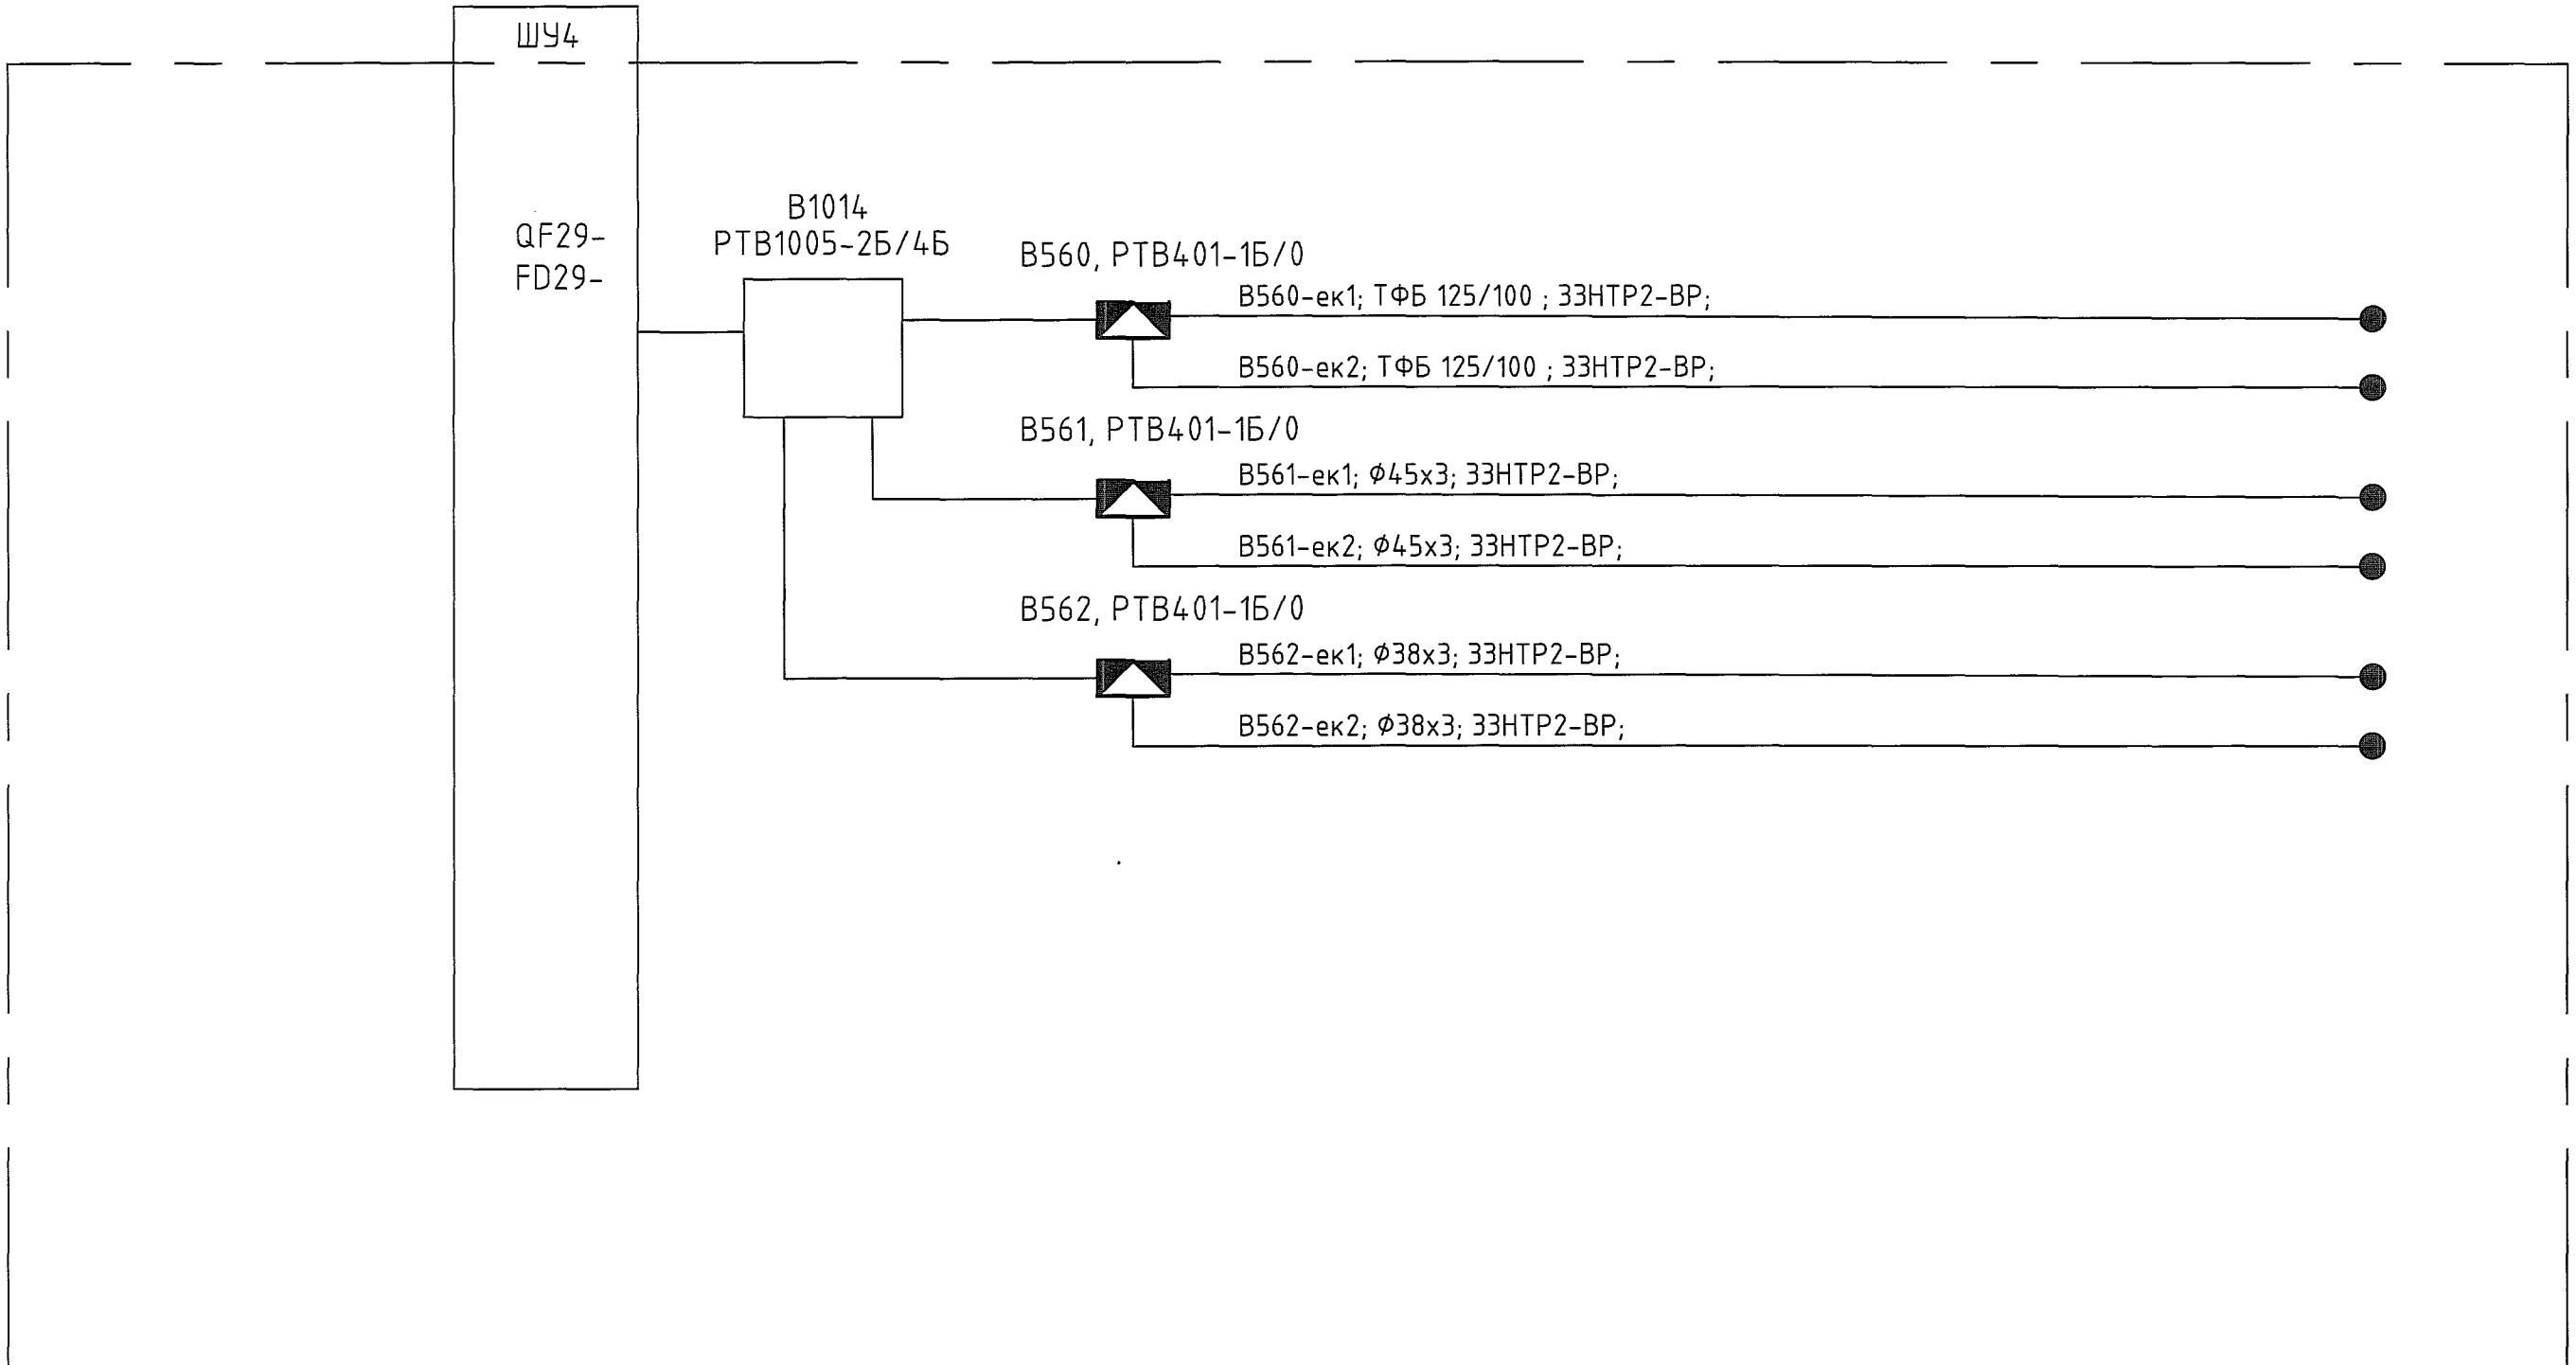 ШУ4
QF29-
FD29-
В1014
РТВ1005-2Б/4Б
В560, РТВ401-1Б/0
В560-ек1; ТФБ 125/100 ; 33НТР2-ВР;
В560-ек2; ТФБ 125/100 ; 33НТР2-ВР;
В561, РТВ401-1Б/0
В561-ек1; Ф45х3; 33НТР2-ВР;
В561-ек2; Ф45х3; 33НТР2-ВР;
В562, РТВ401-1Б/0
В562-ек1; Ф38х3; 33НТР2-ВР;
В562-ек2; Ф38х3; 33НТР2-ВР;